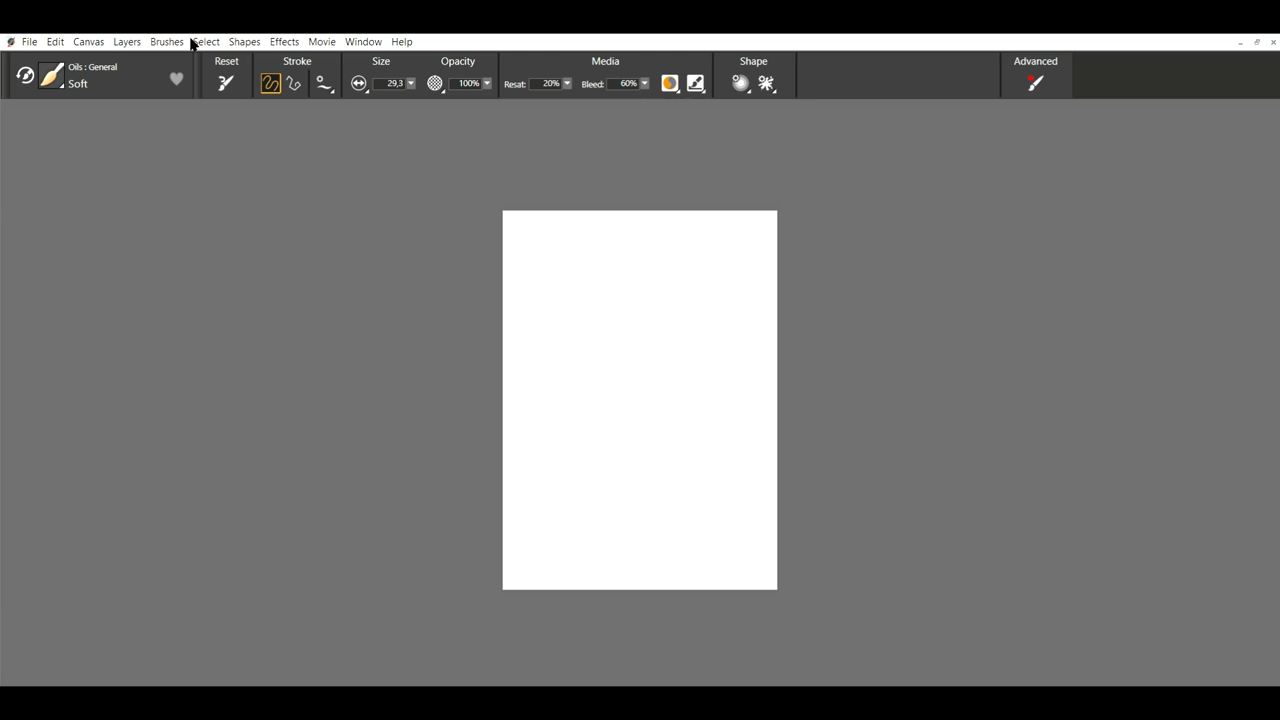 File Edit Canvas Layers Brushes Select Shapes Effects Movie Window Help
Oils : General
Soft
Reset
Stroke
Size
29,3
Opacity
100%
Media
Resat: 20% Bleed: 60%
Shape
Advanced